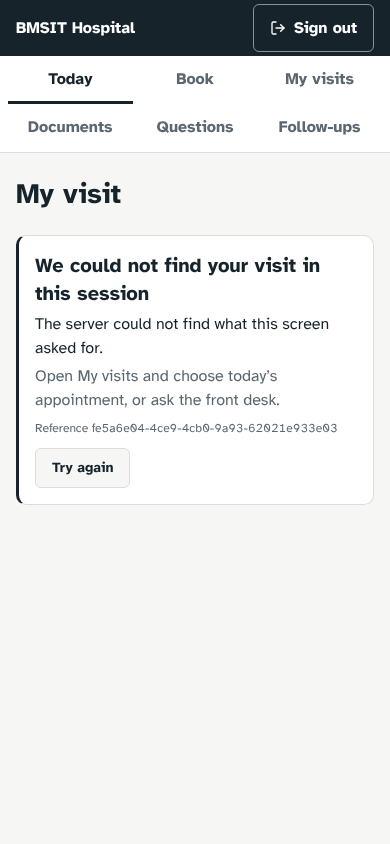 BMSIT Hospital
Sign out
Today
Book
My visits
Documents
Questions
Follow-ups
My visit
We could not find your visit in
this session
The server could not find what this screen
asked for.
Open My visits and choose today’s
appointment, or ask the front desk.
Reference fe5a6e04-4ce9-4cb0-9a93-62021e933e03
Try again